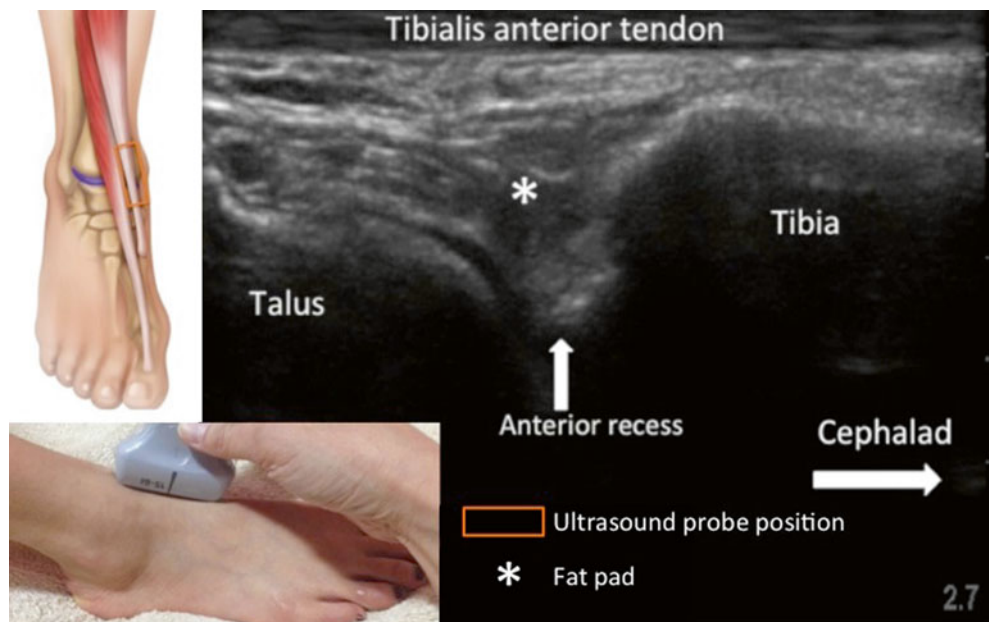 Tibialis anterior tendon
*
Tibia
Talus
Anterior recess
Cephalad
Ultrasound probe position
* Fat pad
2.7